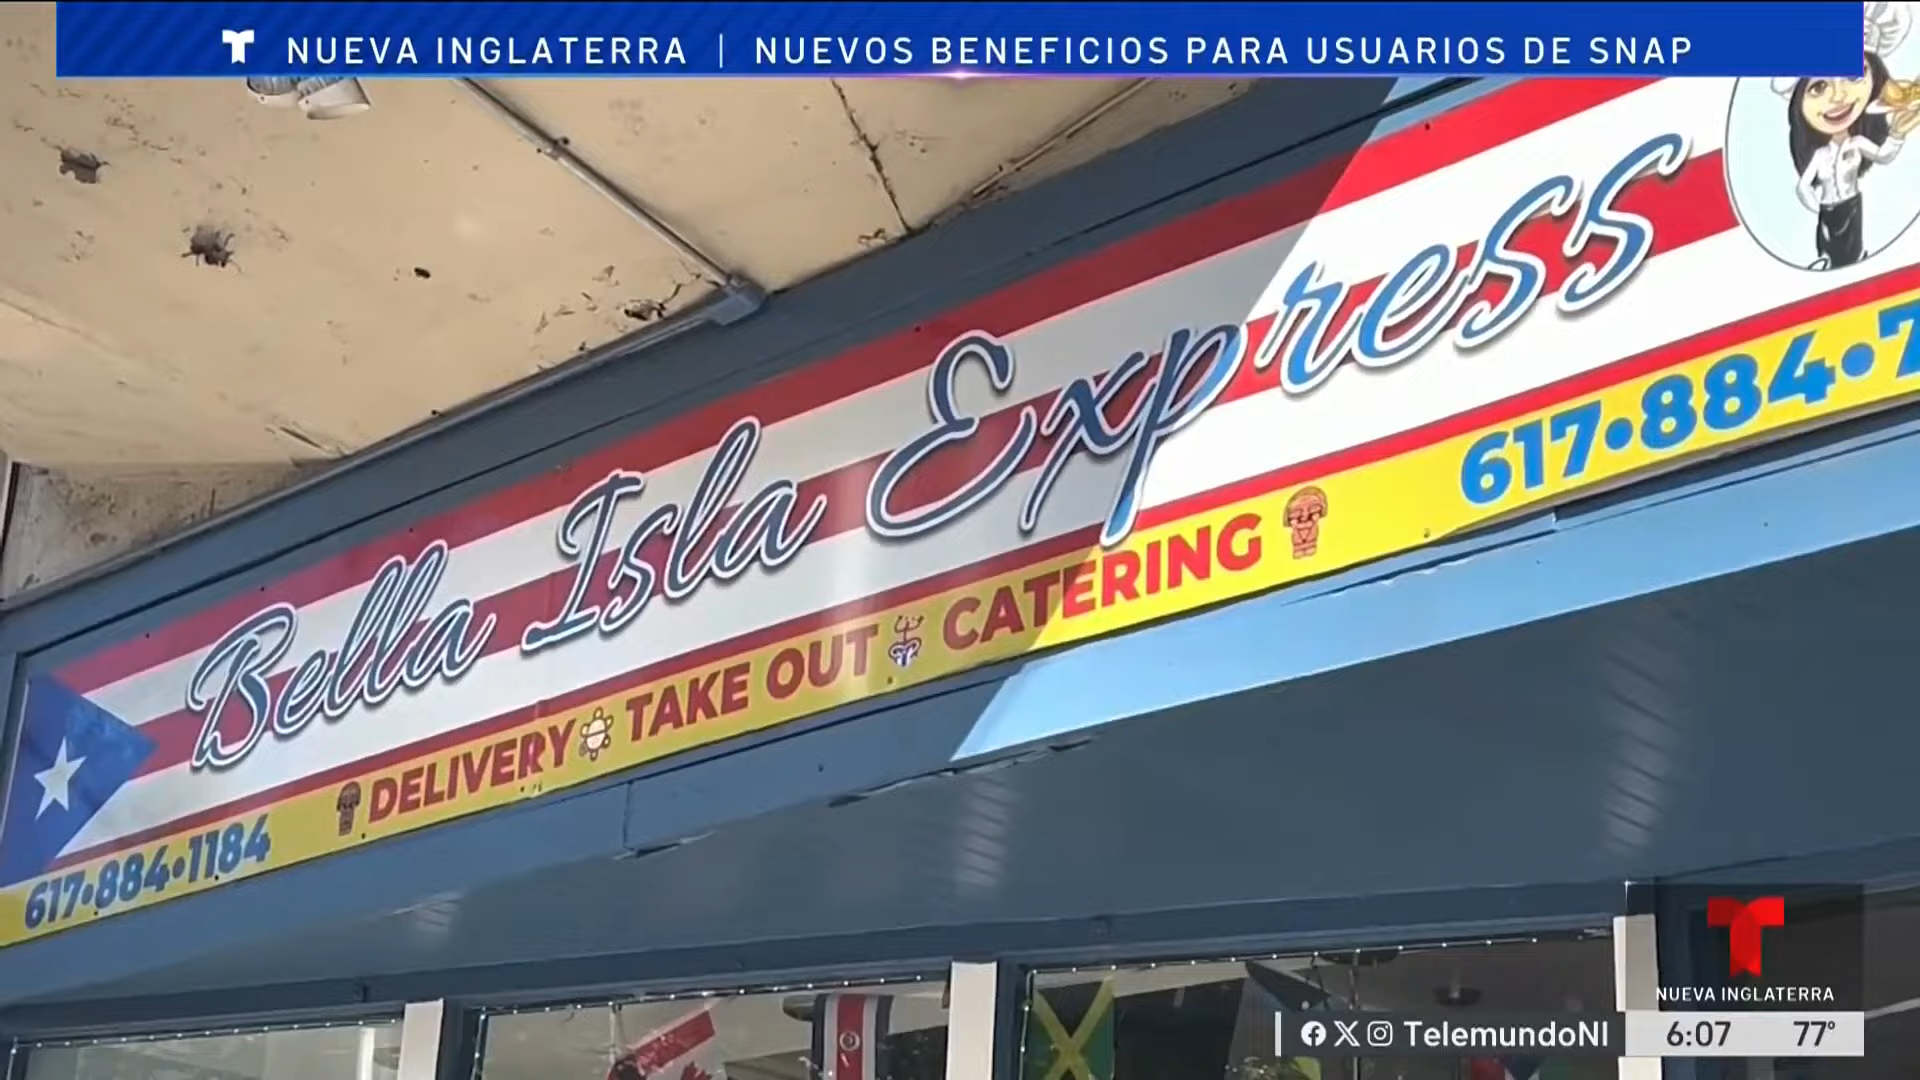 NUEVA INGLATERRA | NUEVOS BENEFICIOS PARA USUARIOS DE SNAP
Bella Isla Express
617•884•1184 DELIVERY TAKE OUT CATERING 617•884•7
NUEVA INGLATERRA
TelemundoNI 6:07 77°